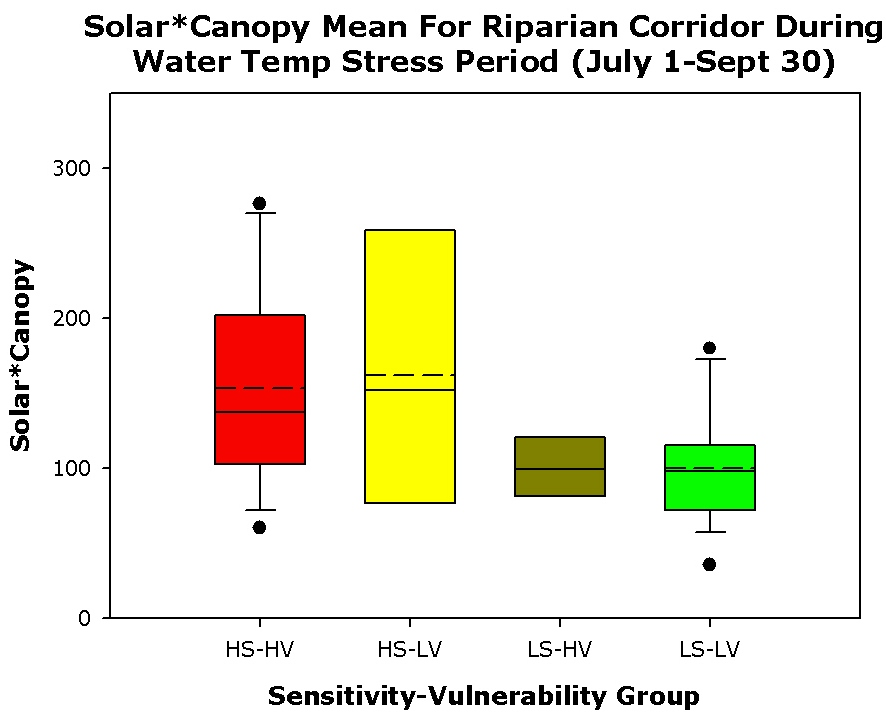 Solar*Canopy Mean For Riparian Corridor During
Water Temp Stress Period (July 1-Sept 30)
300
200
100
0
Solar*Canopy
HS-HV
HS-LV
LS-HV
LS-LV
Sensitivity-Vulnerability Group